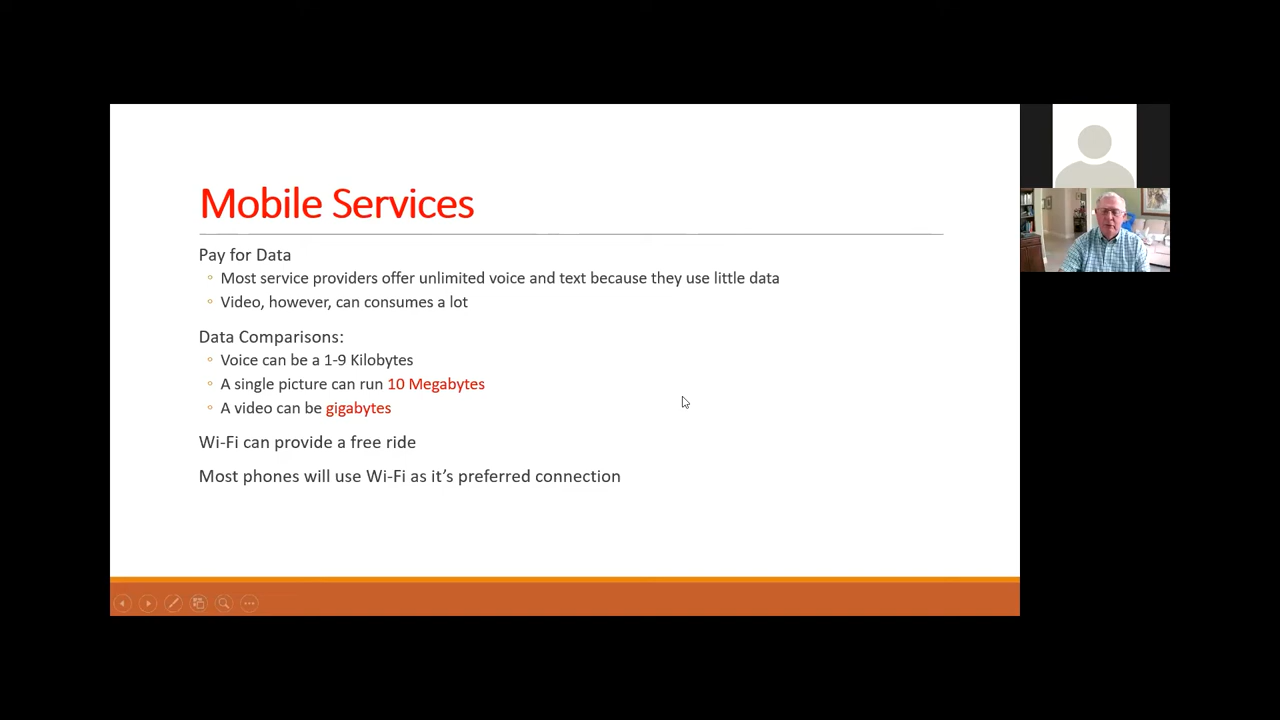 Mobile Services
Pay for Data
Most service providers offer unlimited voice and text because they use little data
Video, however, can consumes a lot
Data Comparisons:
Voice can be a 1-9 Kilobytes
A single picture can run 10 Megabytes
A video can be gigabytes
Wi-Fi can provide a free ride
Most phones will use Wi-Fi as it's preferred connection